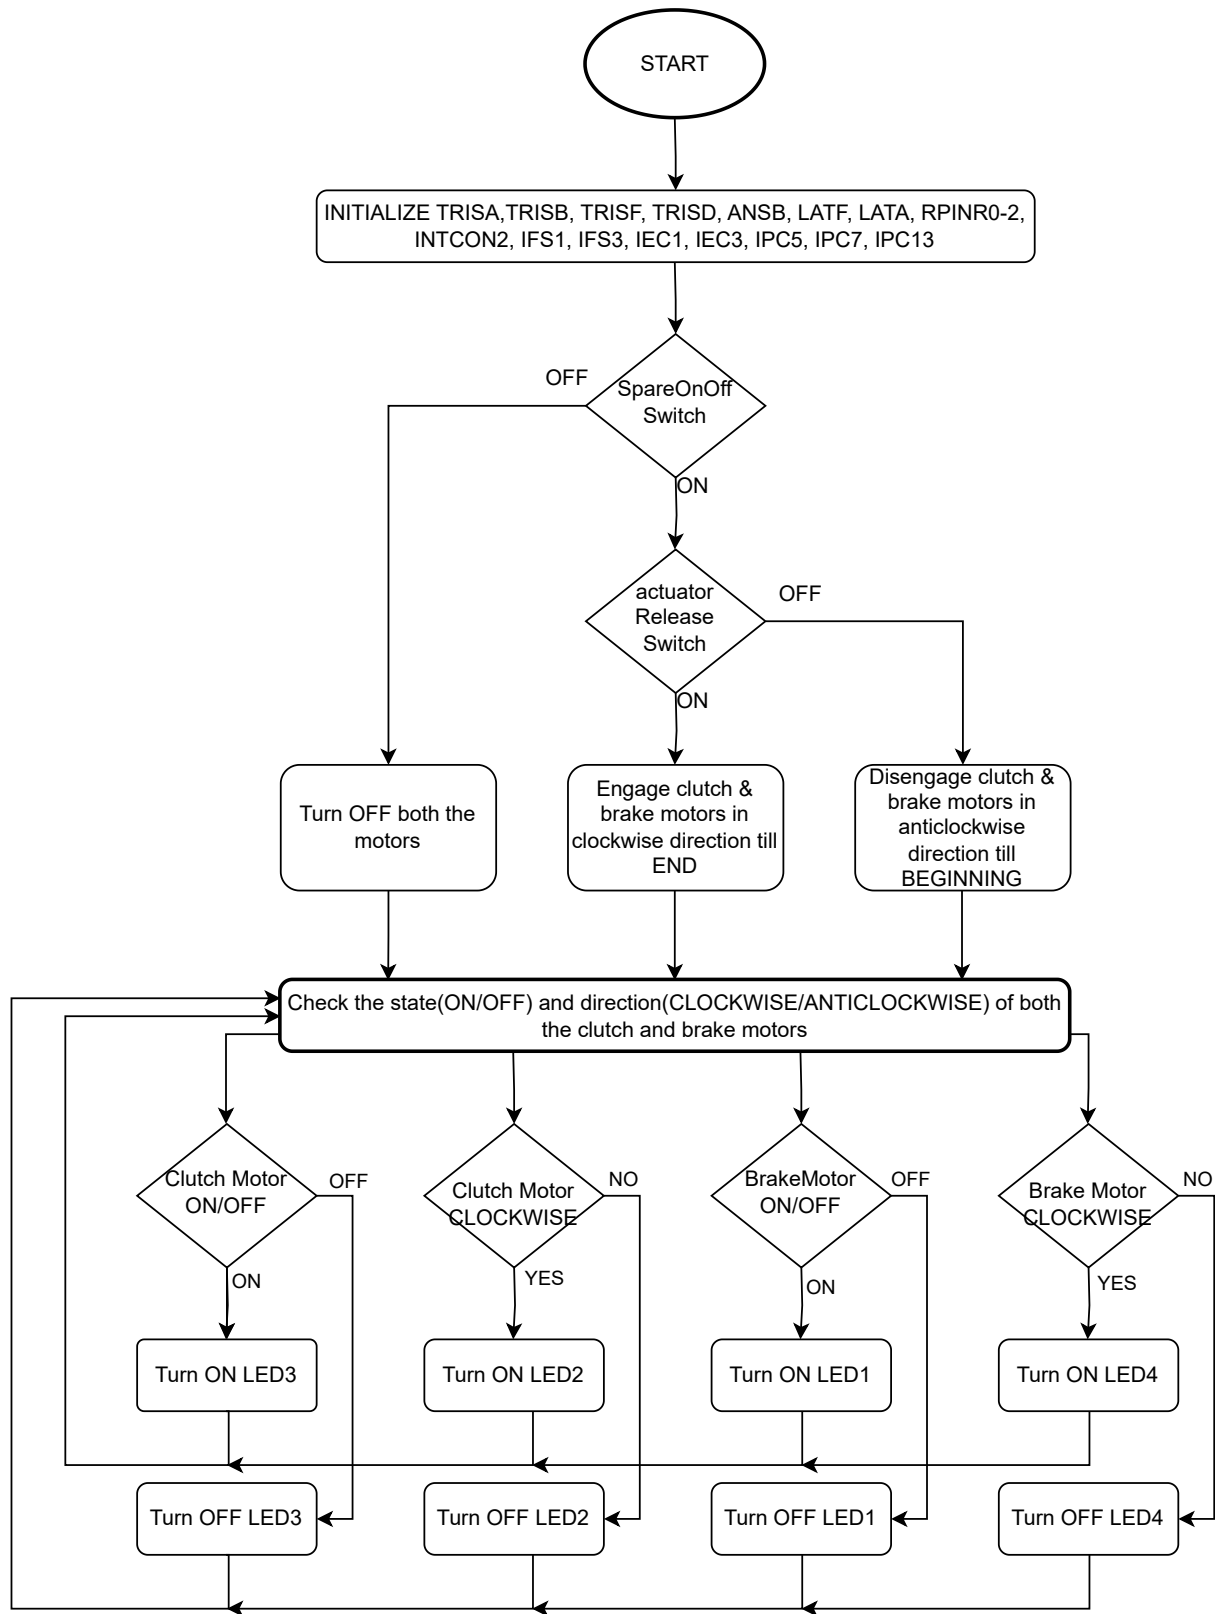 START
INITIALIZE TRISA,TRISB, TRISF, TRISD, ANSB, LATF, LATA, RPINR0-2,
INTCON2, IFS1, IFS3, IEC1, IEC3, IPC5, IPC7, IPC13
OFF
SpareOnOff
Switch
ON
actuator
Release
Switch
OFF
ON
Turn OFF both the
motors
Engage clutch &
brake motors in
clockwise direction till
END
Disengage clutch &
brake motors in
anticlockwise
direction till
BEGINNING
Check the state(ON/OFF) and direction(CLOCKWISE/ANTICLOCKWISE) of both
the clutch and brake motors
Clutch Motor
ON/OFF
OFF
ON
Clutch Motor
CLOCKWISE
NO
YES
BrakeMotor
ON/OFF
OFF
ON
Brake Motor
CLOCKWISE
NO
YES
Turn ON LED3
Turn ON LED2
Turn ON LED1
Turn ON LED4
Turn OFF LED3
Turn OFF LED2
Turn OFF LED1
Turn OFF LED4